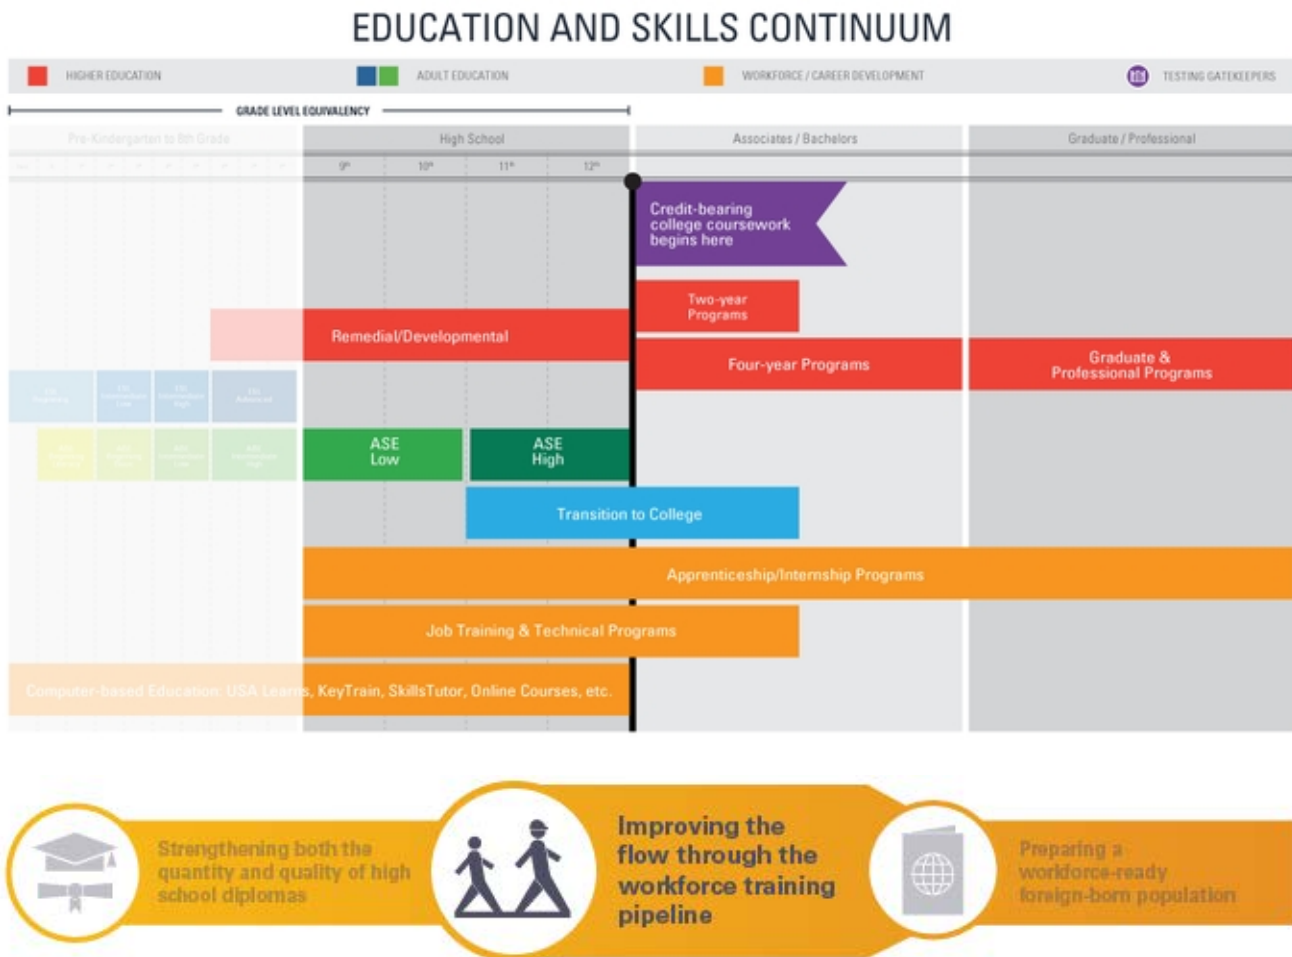 EDUCATION AND SKILLS CONTINUUM
HIGHER EDUCATION
ADULT EDUCATION
WORKFORCE / CAREER DEVELOPMENT
TESTING GATEKEEPERS
GRADE LEVEL EQUIVALENCY
Pre-Kindergarten to 8th Grade
High School
Associates / Bachelors
Graduate / Professional
9th
10th
11th
12th
Credit-bearing
college coursework
begins here
Two-year
Programs
Remedial/Developmental
Four-year Programs
Graduate &
Professional Programs
ASE
Low
ASE
High
Transition to College
Apprenticeship/Internship Programs
Job Training & Technical Programs
Computer-based Education: USA Learns, KeyTrain, SkillsTutor, Online Courses, etc.
Strengthening both the
quantity and quality of high
school diplomas
Improving the
flow through the
workforce training
pipeline
Preparing a
workforce-ready
foreign-born population